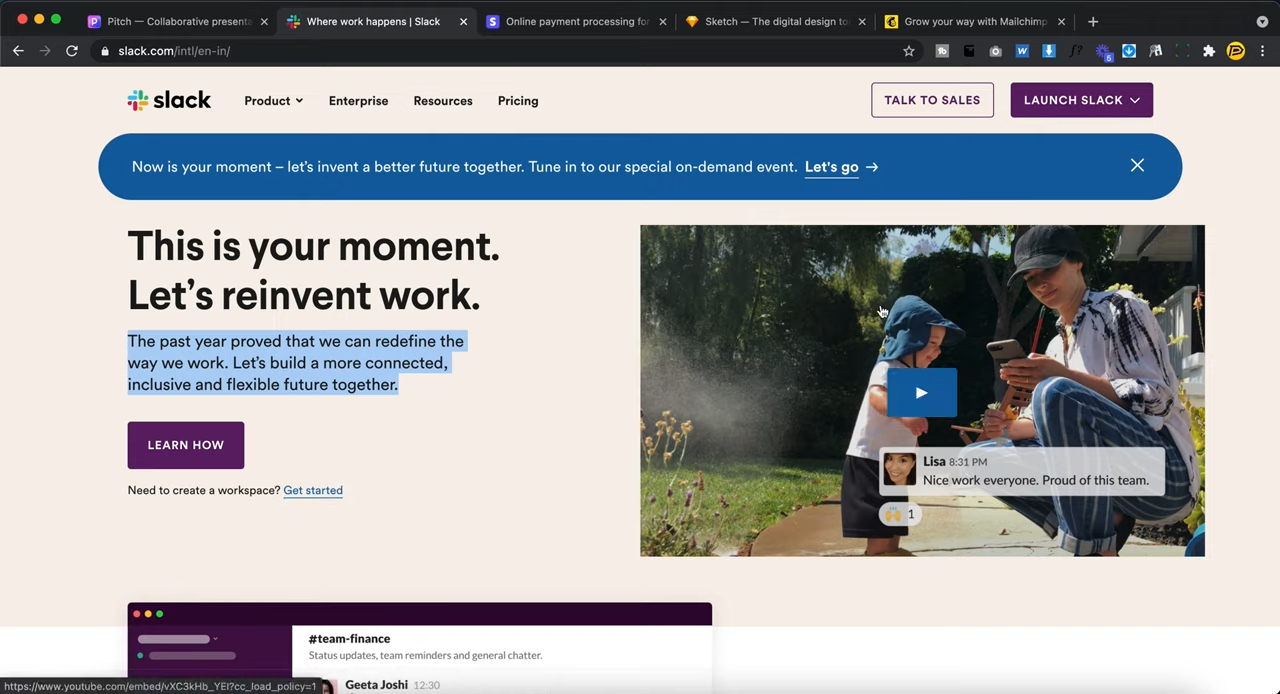 Pitch — Collaborative presenta
Where work happens | Slack
Online payment processing for
Sketch — The digital design to
Grow your way with Mailchimp
slack.com/intl/en-in/
slack
Product
Enterprise
Resources
Pricing
TALK TO SALES
LAUNCH SLACK
Now is your moment – let's invent a better future together. Tune in to our special on-demand event. Let's go →
This is your moment.
Let's reinvent work.
The past year proved that we can redefine the
way we work. Let's build a more connected,
inclusive and flexible future together.
LEARN HOW
Need to create a workspace? Get started
Lisa 8:31 PM
Nice work everyone. Proud of this team.
1
#team-finance
Status updates, team reminders and general chatter.
Geeta Joshi 12:30
https://www.youtube.com/embed/vXC3kHb_YEI?cc_load_policy=1